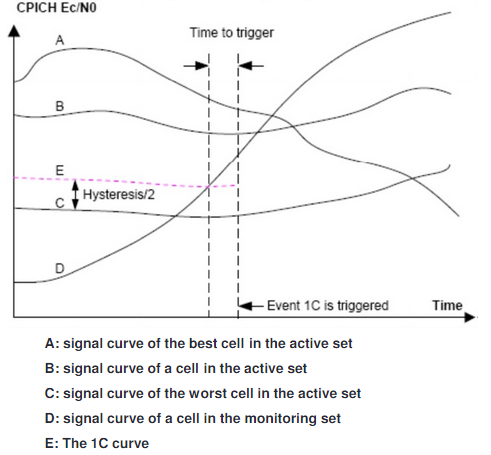 CPICH Ec/N0
A
Time to trigger
B
E
Hysteresis/2
C
D
Event 1C is triggered
Time
A: signal curve of the best cell in the active set
B: signal curve of a cell in the active set
C: signal curve of the worst cell in the active set
D: signal curve of a cell in the monitoring set
E: The 1C curve